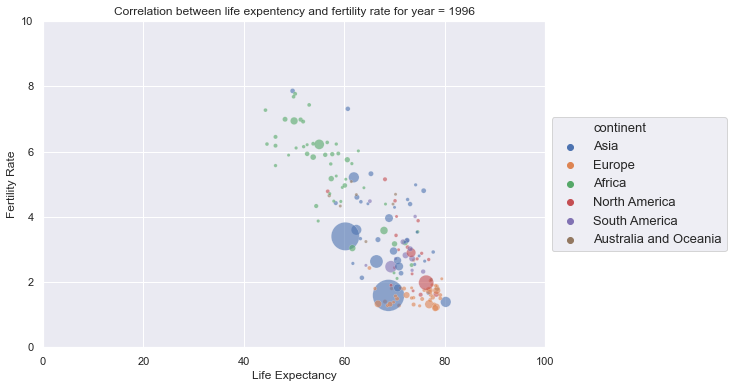 Correlation between life expentency and fertility rate for year = 1996
10
8
6
4
2
0
Fertility Rate
0 20 40 60 80 100
Life Expectancy
continent
Asia
Europe
Africa
North America
South America
Australia and Oceania